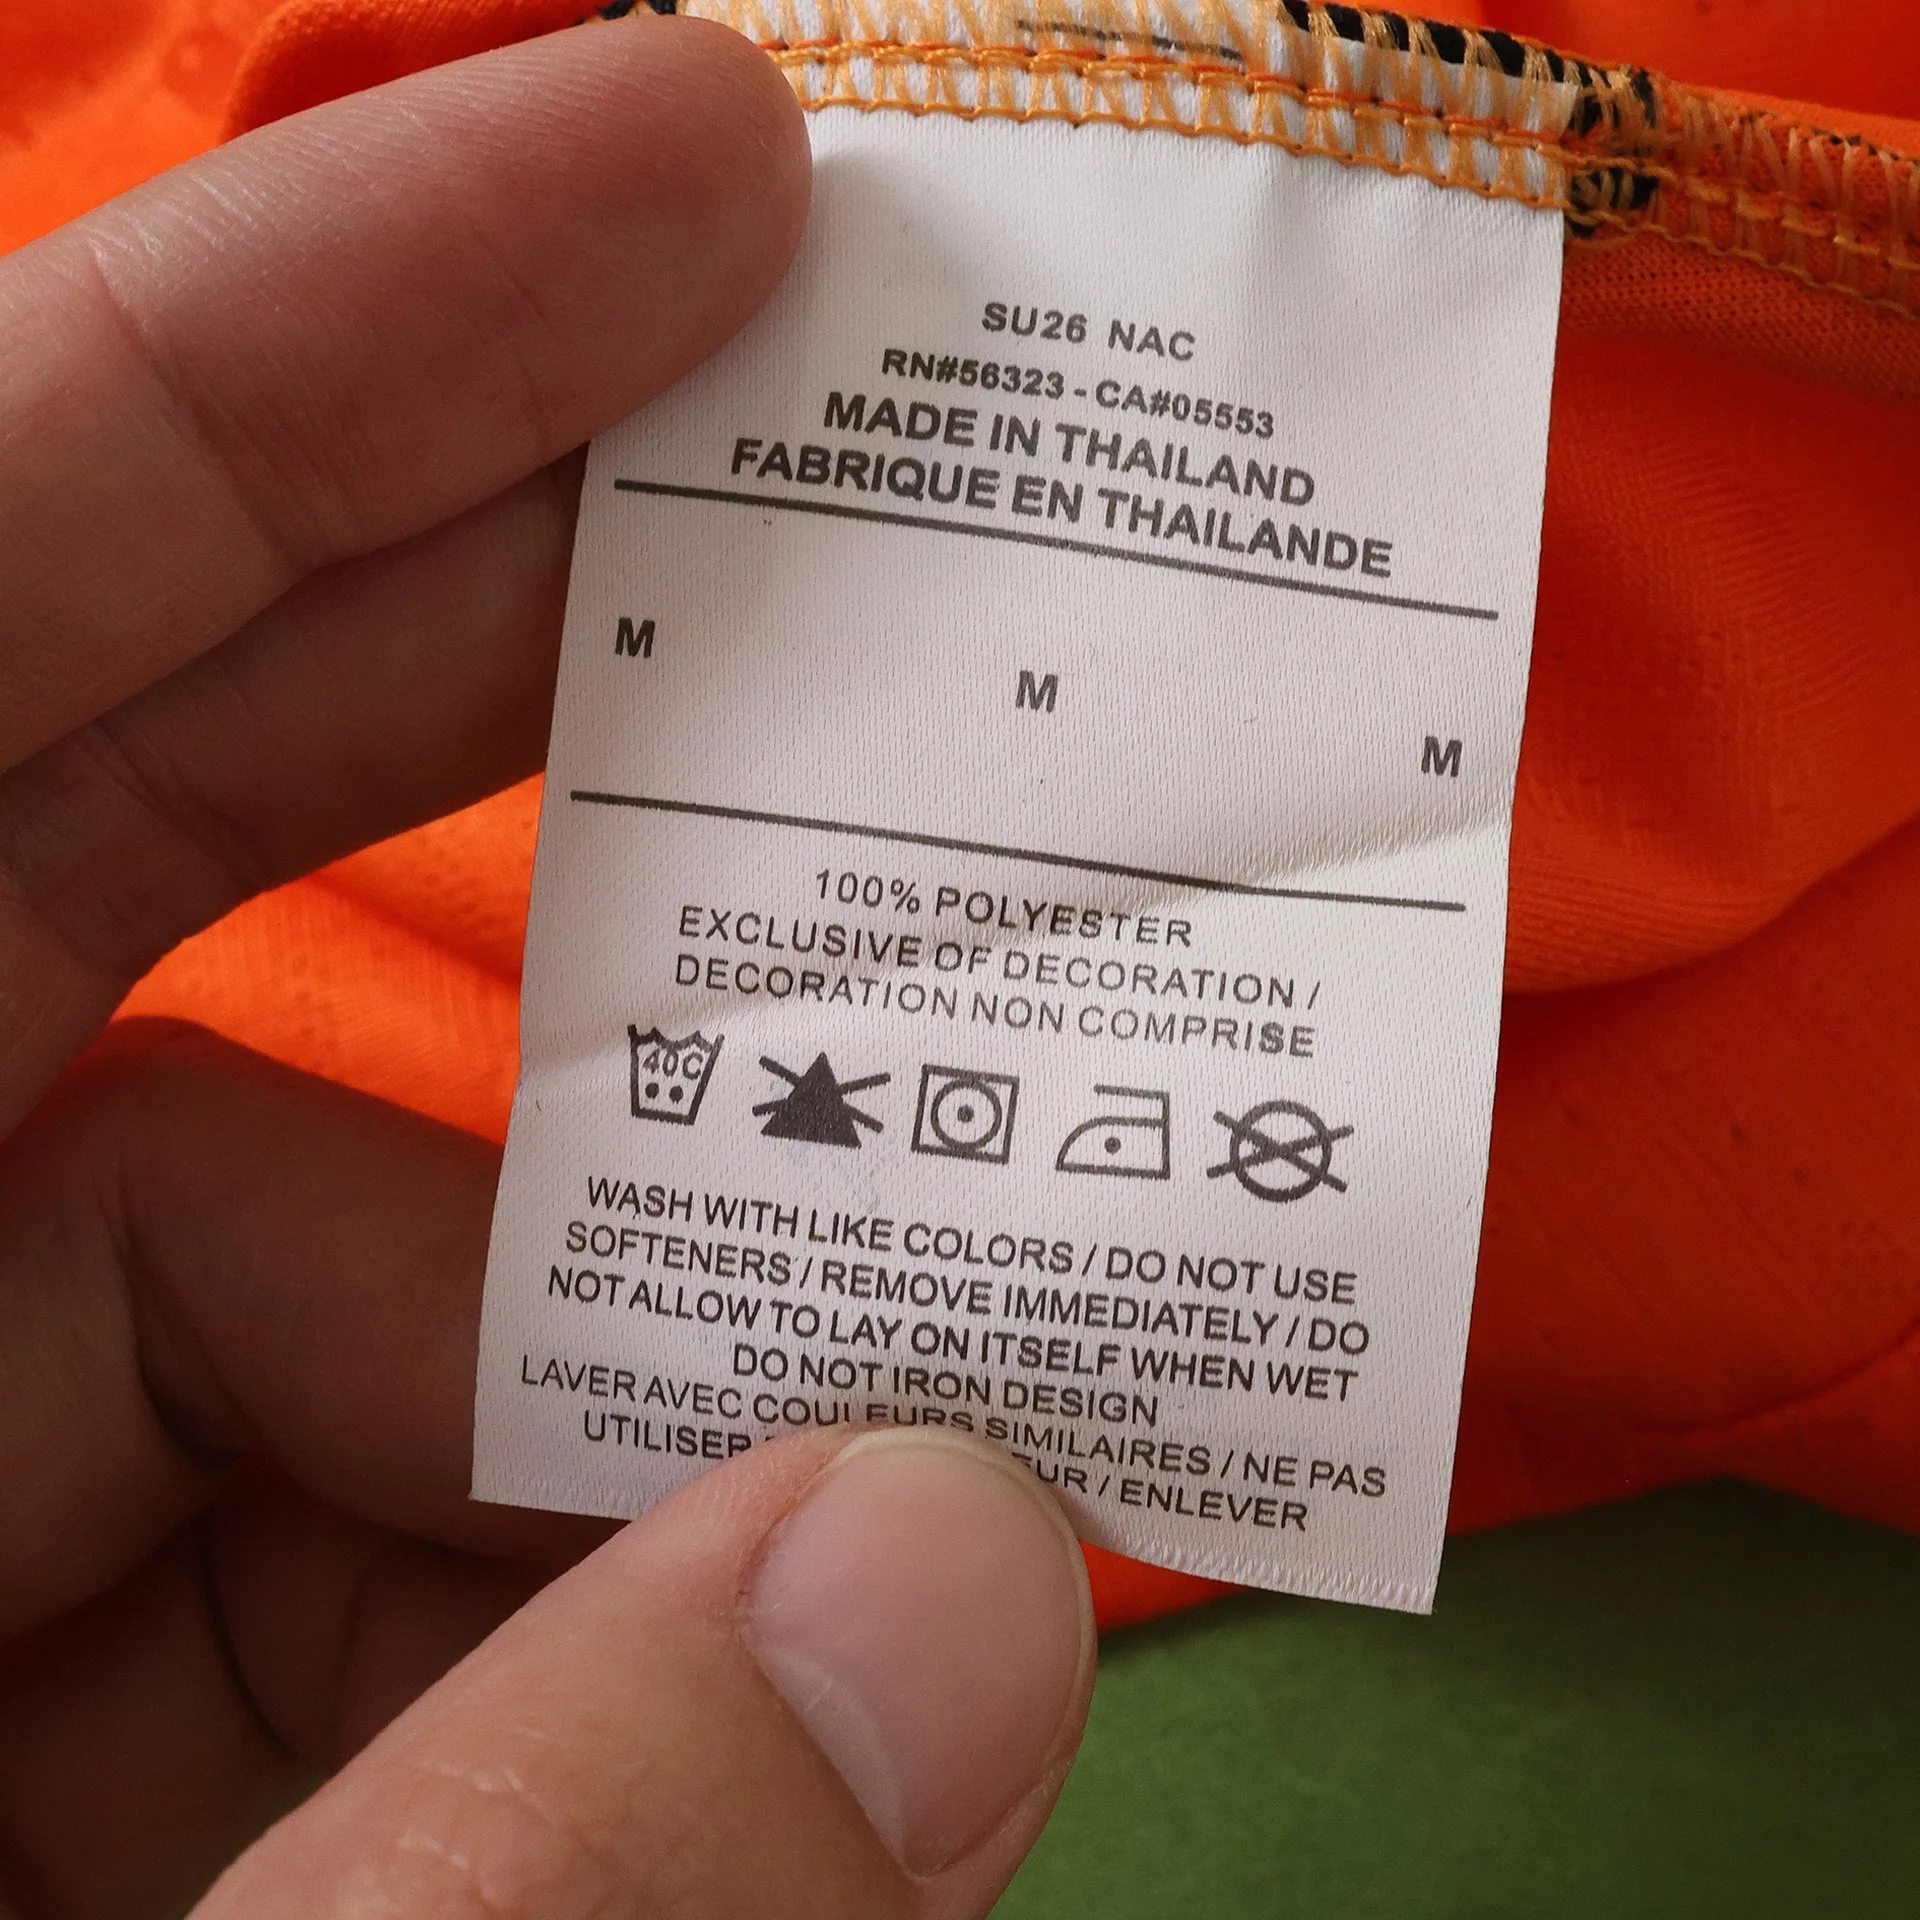 SU26 NAC
RN#56323 - CA#05553
MADE IN THAILAND
FABRIQUE EN THAILANDE
M
M
M
100% POLYESTER
EXCLUSIVE OF DECORATION /
DECORATION NON COMPRISE
40C
WASH WITH LIKE COLORS / DO NOT USE
SOFTENERS / REMOVE IMMEDIATELY / DO
NOT ALLOW TO LAY ON ITSELF WHEN WET
DO NOT IRON DESIGN
LAVER AVEC COULEURS SIMILAIRES / NE PAS
UTILISER / ENLEVER